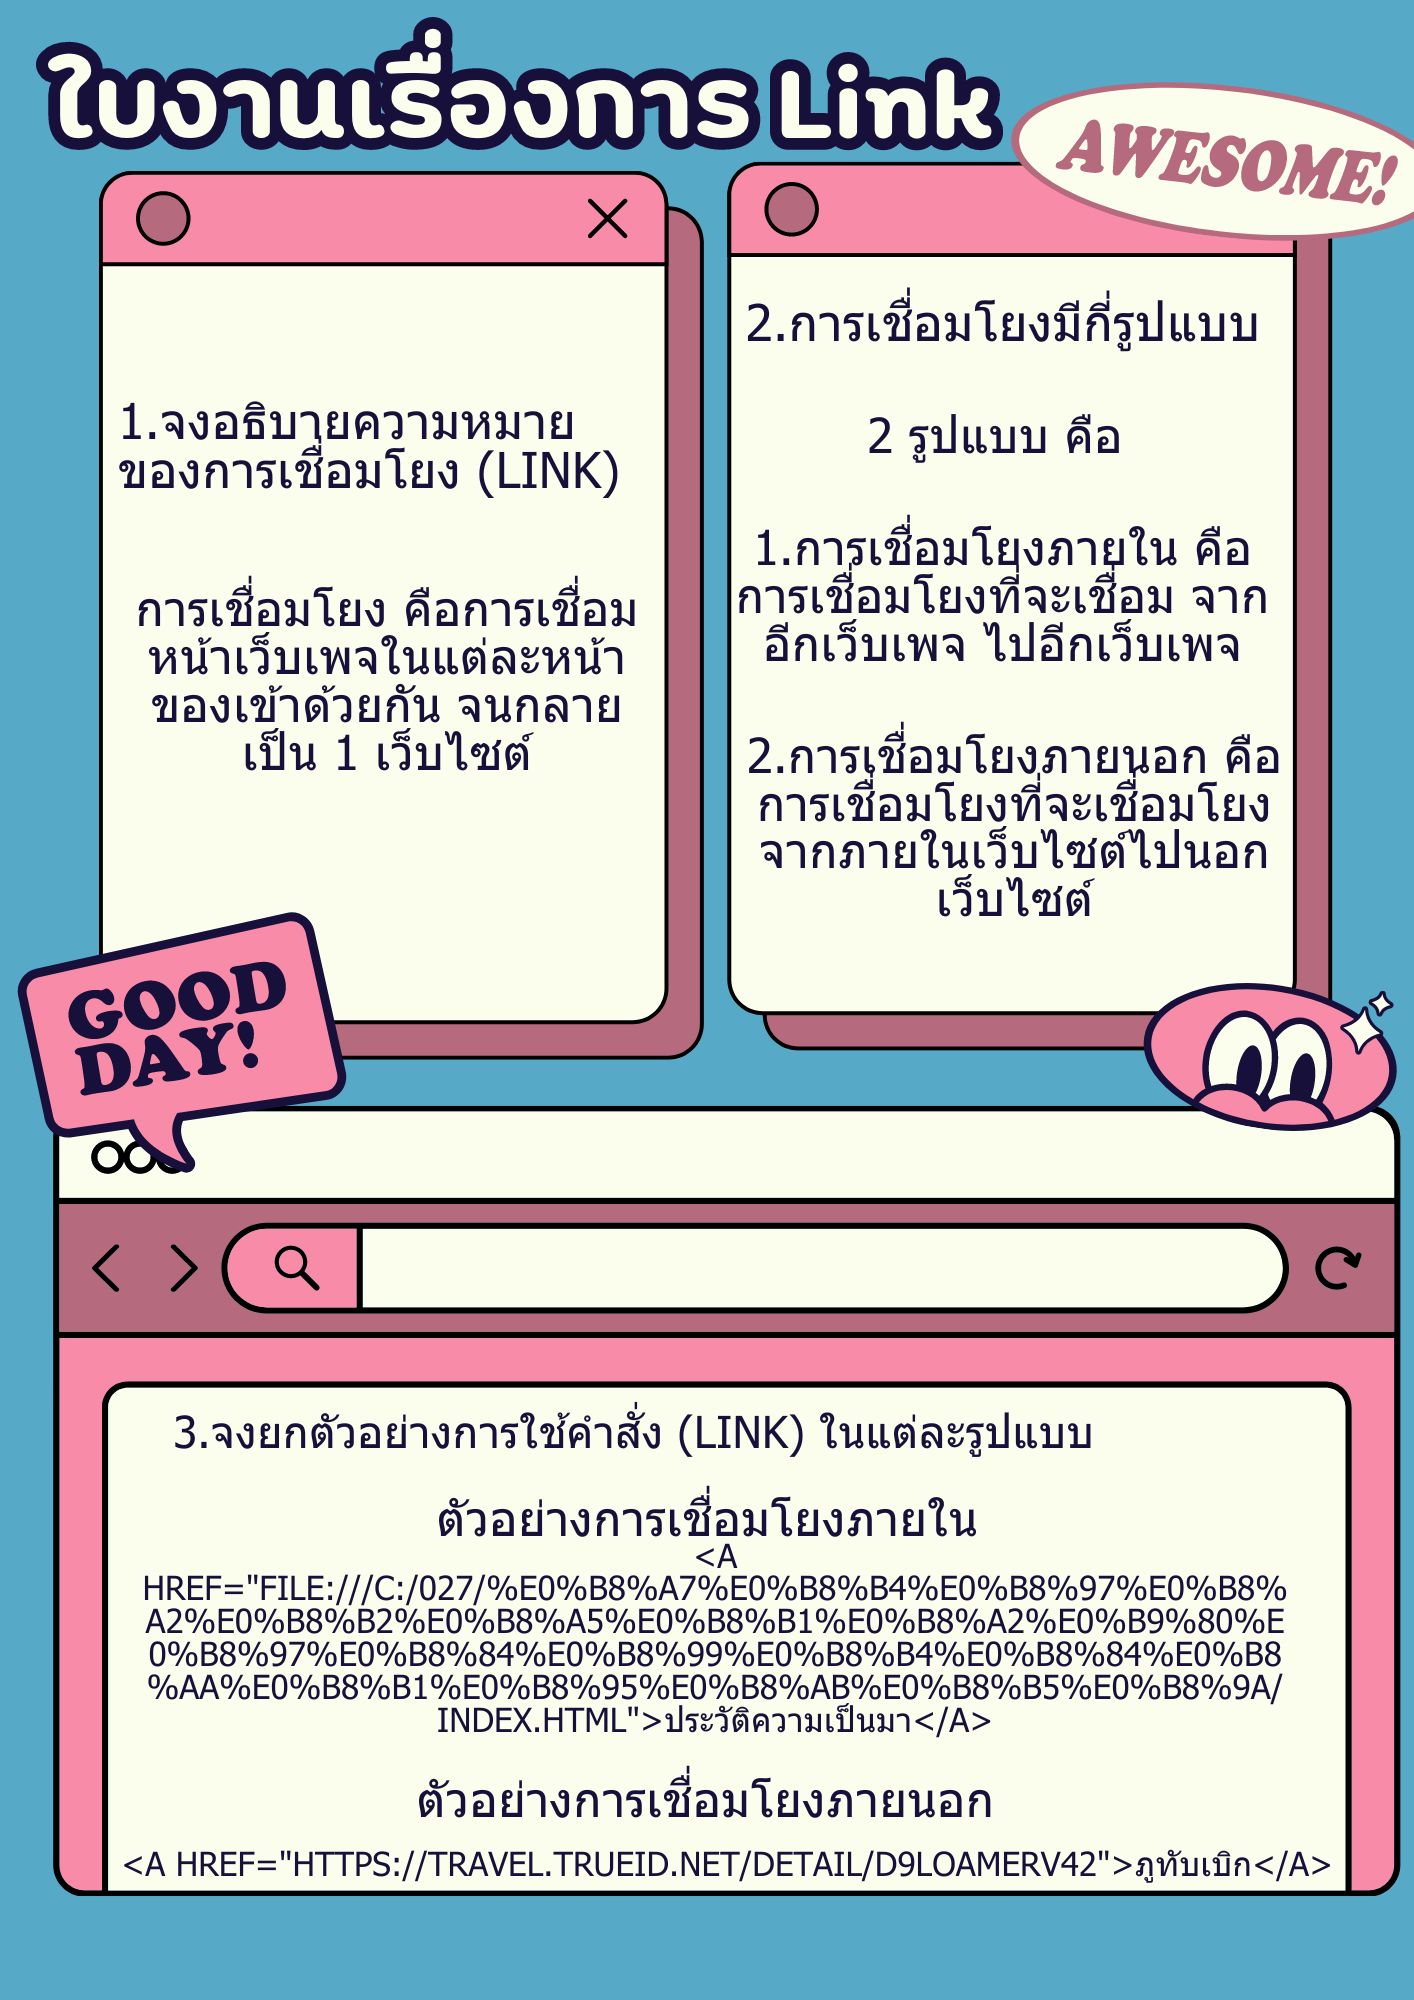 ใบงานเรื่องการ Link
AWESOME!
1.จงอธิบายความหมาย
ของการเชื่อมโยง (LINK)
การเชื่อมโยง คือการเชื่อม
หน้าเว็บเพจในแต่ละหน้า
ของเข้าด้วยกัน จนกลาย
เป็น 1 เว็บไซต์
2.การเชื่อมโยงมีกี่รูปแบบ
2 รูปแบบ คือ
1.การเชื่อมโยงภายใน คือ
การเชื่อมโยงที่จะเชื่อม จาก
อีกเว็บเพจ ไปอีกเว็บเพจ
2.การเชื่อมโยงภายนอก คือ
การเชื่อมโยงที่จะเชื่อมโยง
จากภายในเว็บไซต์ไปนอก
เว็บไซต์
GOOD
DAY!
3.จงยกตัวอย่างการใช้คำสั่ง (LINK) ในแต่ละรูปแบบ
ตัวอย่างการเชื่อมโยงภายใน
<A
HREF="FILE:///C:/027/%E0%B8%A7%E0%B8%B4%E0%B8%97%E0%B8%
A2%E0%B8%B2%E0%B8%A5%E0%B8%B1%E0%B8%A2%E0%B9%80%E
0%B8%97%E0%B8%84%E0%B8%99%E0%B8%B4%E0%B8%84%E0%B8
%AA%E0%B8%B1%E0%B8%95%E0%B8%AB%E0%B8%B5%E0%B8%9A/
INDEX.HTML">ประวัติความเป็นมา</A>
ตัวอย่างการเชื่อมโยงภายนอก
<A HREF="HTTPS://TRAVEL.TRUEID.NET/DETAIL/D9LOAMERV42">ภูทับเบิก</A>